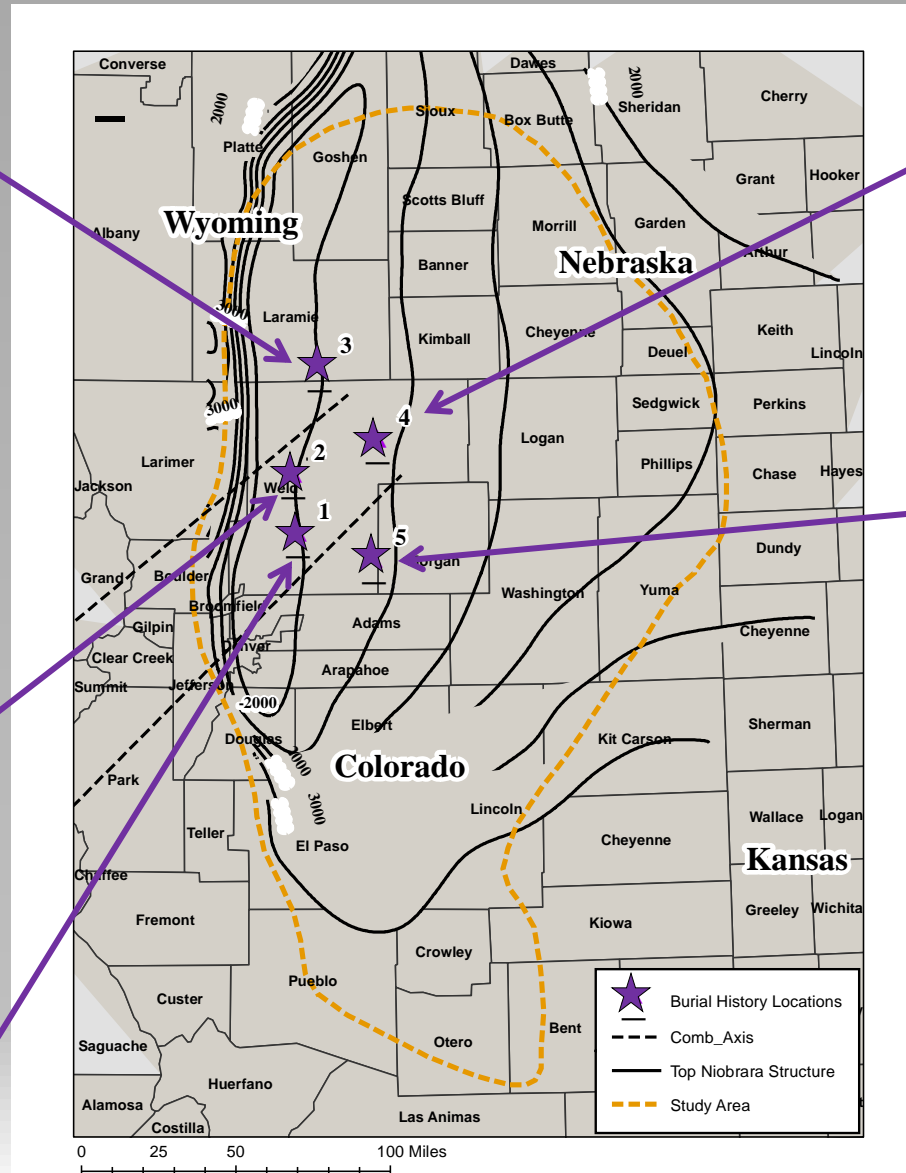 Converse
Dawes
2000
2000
Sheridan
Cherry
Sioux
Box Butte
Platte
Goshen
Grant
Hooker
Scotts Bluff
Wyoming
Morrill
Garden
Albany
Arthur
Nebraska
Banner
3000
Laramie
Kimball
Cheyenne
Keith
3
Deuel
Lincoln
3000
4
Sedgwick
Perkins
Logan
Larimer
2
Phillips
Chase
Hayes
Jackson
Weld
1
5
Dundy
Grand
Boulder
Morgan
Washington
Yuma
Broomfield
Gilpin
Adams
Cheyenne
Denver
Clear Creek
Arapahoe
Summit
Jefferson
-2000
Elbert
Sherman
Douglas
Kit Carson
2000
Colorado
Park
3000
Lincoln
Wallace
Logan
Teller
El Paso
Cheyenne
Kansas
Chaffee
Greeley
Wichita
Fremont
Kiowa
Crowley
Pueblo
Custer
Burial History Locations
Bent
Comb_Axis
Saguache
Otero
Top Niobrara Structure
Huerfano
Study Area
Alamosa
Las Animas
Costilla
0 25 50 100 Miles